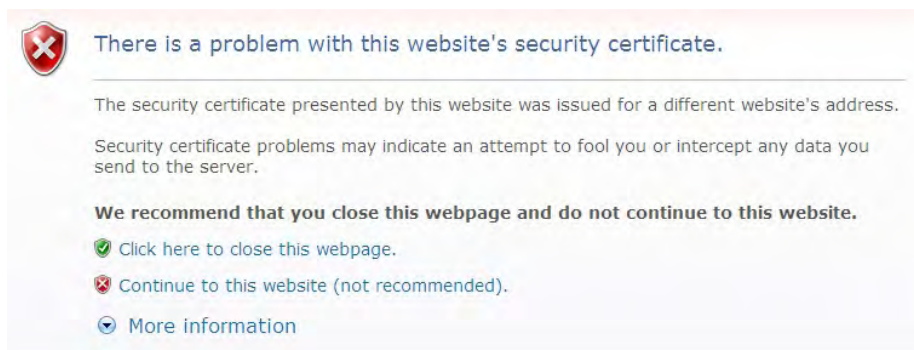 There is a problem with this website's security certificate.
The security certificate presented by this website was issued for a different website's address.
Security certificate problems may indicate an attempt to fool you or intercept any data you
send to the server.
We recommend that you close this webpage and do not continue to this website.
Click here to close this webpage.
Continue to this website (not recommended).
More information